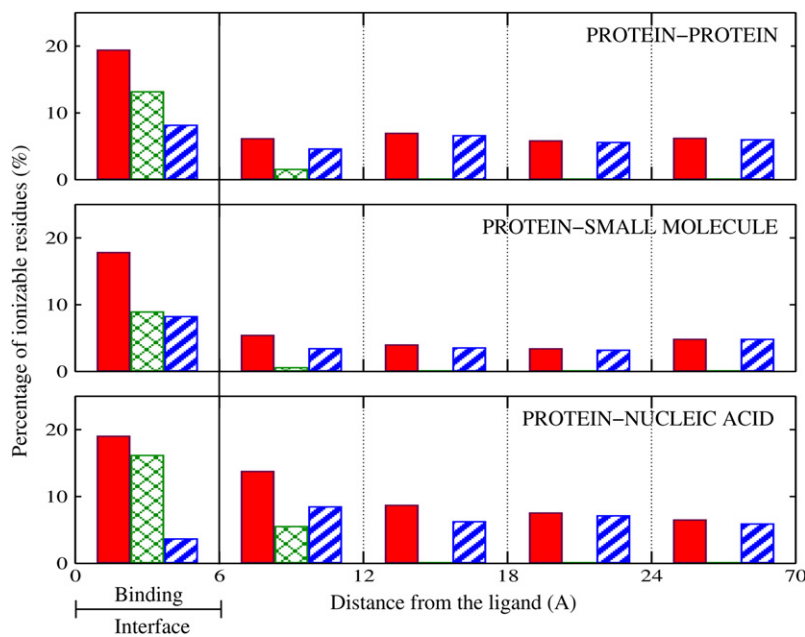 Percentage of ionizable residues (%)
20
10
0
PROTEIN−PROTEIN
20
10
0
PROTEIN−SMALL MOLECULE
20
10
0
PROTEIN−NUCLEIC ACID
0 6 12 18 24 70
Binding
Interface
Distance from the ligand (A)